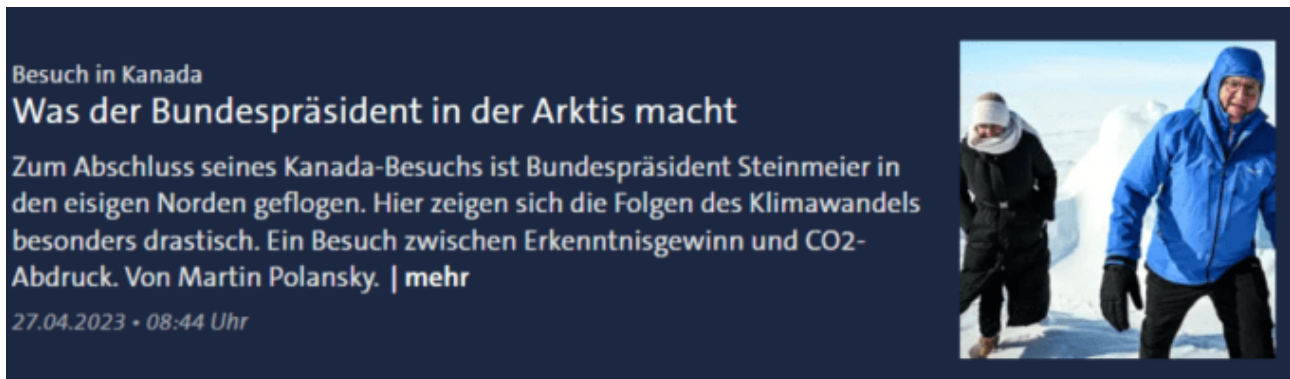 Besuch in Kanada
Was der Bundespräsident in der Arktis macht
Zum Abschluss seines Kanada-Besuchs ist Bundespräsident Steinmeier in
den eisigen Norden geflogen. Hier zeigen sich die Folgen des Klimawandels
besonders drastisch. Ein Besuch zwischen Erkenntnisgewinn und CO2-
Abdruck. Von Martin Polansky. | mehr
27.04.2023 • 08:44 Uhr